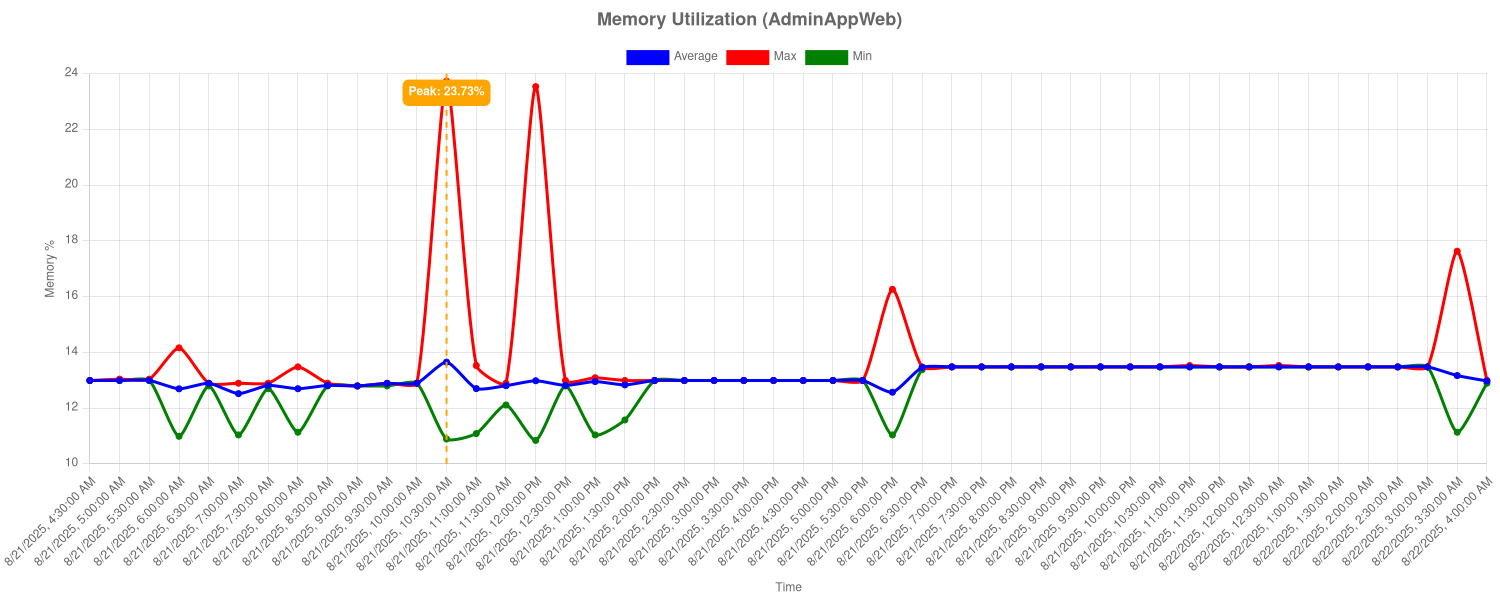 Memory Utilization (AdminAppWeb)
Average Max Min
24
Peak: 23.73%
22
20
18
16
14
12
10
Memory %
8/21/2025, 4:30:00 AM
8/21/2025, 5:00:00 AM
8/21/2025, 5:30:00 AM
8/21/2025, 6:00:00 AM
8/21/2025, 6:30:00 AM
8/21/2025, 7:00:00 AM
8/21/2025, 7:30:00 AM
8/21/2025, 8:00:00 AM
8/21/2025, 8:30:00 AM
8/21/2025, 9:00:00 AM
8/21/2025, 9:30:00 AM
8/21/2025, 10:00:00 AM
8/21/2025, 10:30:00 AM
8/21/2025, 11:00:00 AM
8/21/2025, 11:30:00 AM
8/21/2025, 12:00:00 PM
8/21/2025, 12:30:00 PM
8/21/2025, 1:00:00 PM
8/21/2025, 1:30:00 PM
8/21/2025, 2:00:00 PM
8/21/2025, 2:30:00 PM
8/21/2025, 3:00:00 PM
8/21/2025, 3:30:00 PM
8/21/2025, 4:00:00 PM
8/21/2025, 4:30:00 PM
8/21/2025, 5:00:00 PM
8/21/2025, 5:30:00 PM
8/21/2025, 6:00:00 PM
8/21/2025, 6:30:00 PM
8/21/2025, 7:00:00 PM
8/21/2025, 7:30:00 PM
8/21/2025, 8:00:00 PM
8/21/2025, 8:30:00 PM
8/21/2025, 9:00:00 PM
8/21/2025, 9:30:00 PM
8/21/2025, 10:00:00 PM
8/21/2025, 10:30:00 PM
8/21/2025, 11:00:00 PM
8/21/2025, 11:30:00 PM
8/22/2025, 12:00:00 AM
8/22/2025, 12:30:00 AM
8/22/2025, 1:00:00 AM
8/22/2025, 1:30:00 AM
8/22/2025, 2:00:00 AM
8/22/2025, 2:30:00 AM
8/22/2025, 3:00:00 AM
8/22/2025, 3:30:00 AM
8/22/2025, 4:00:00 AM
Time